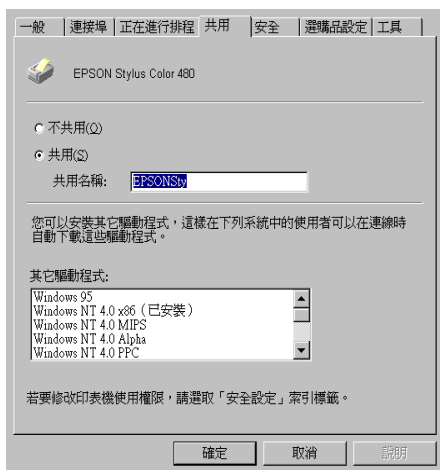 一般 連接埠 正在進行排程 共用 安全 選購品設定 工具
EPSON Stylus Color 480
不共用(O)
共用(S)
共用名稱: EPSONSty
您可以安裝其它驅動程式，這樣在下列系統中的使用者可以在連線時
自動下載這些驅動程式。
其它驅動程式:
Windows 95
Windows NT 4.0 x86（已安裝）
Windows NT 4.0 MIPS
Windows NT 4.0 Alpha
Windows NT 4.0 PPC
若要修改印表機使用權限，請選取「安全設定」索引標籤。
確定 取消 說明